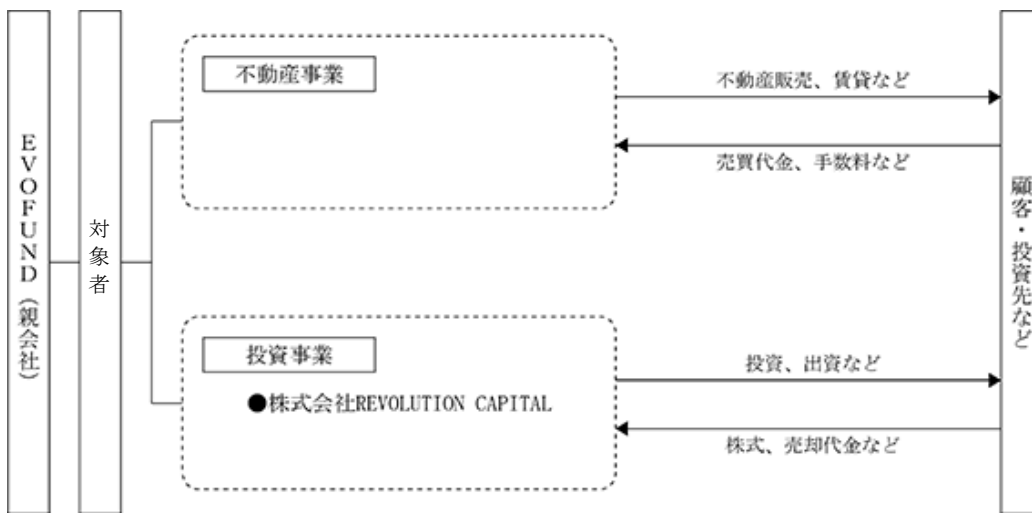 EVOFUND（親会社）
対象者
不動産事業
不動産販売、賃貸など
売買代金、手数料など
投資事業
●株式会社REVOLUTION CAPITAL
投資、出資など
株式、売却代金など
顧客・投資先など